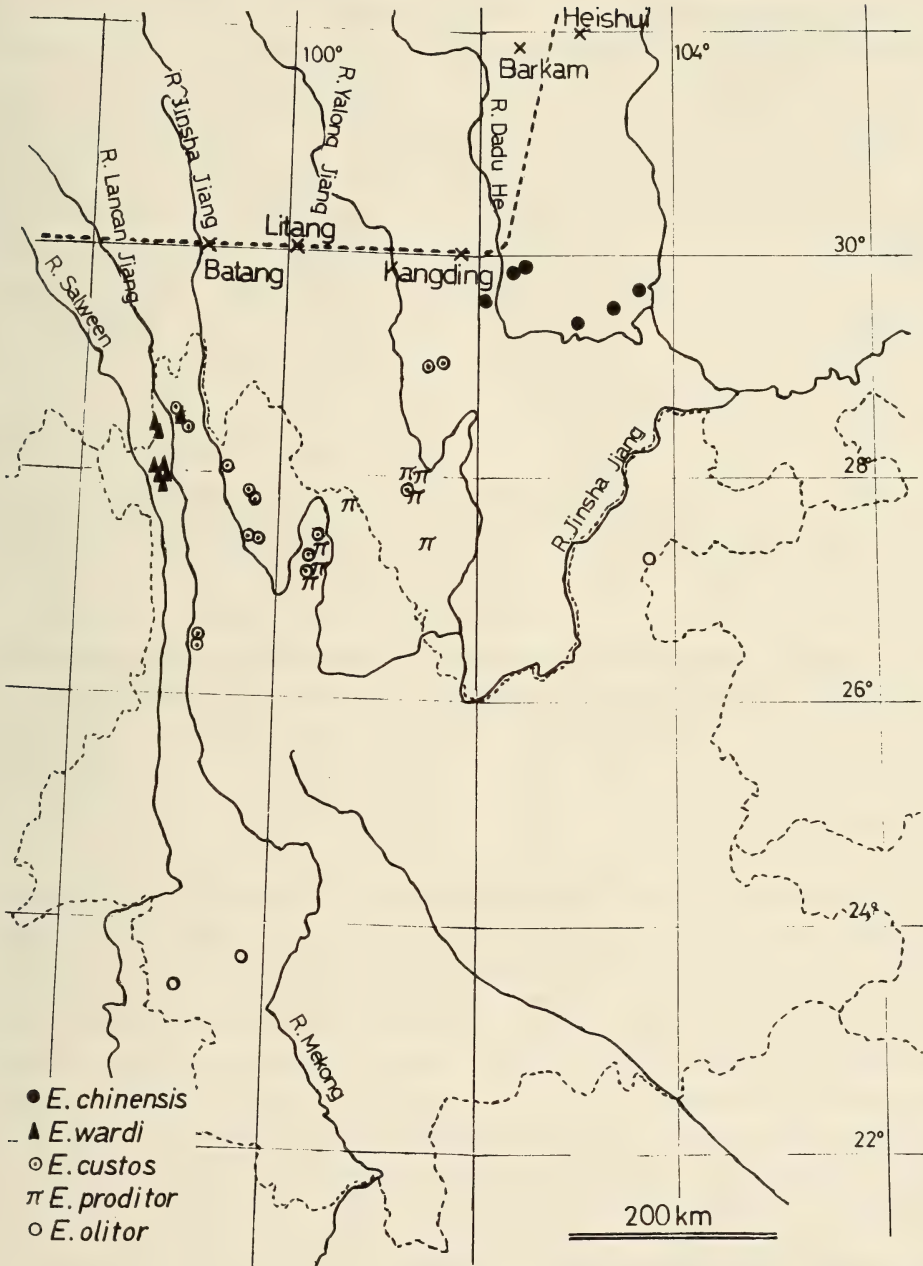 Heishui
100°
104°
Barkam
R. Jinsha Jiang
R. Yalong Jiang
R. Dadu He
R. Lancan Jiang
Litang
30°
Batang
Kangding
R. Salween
π π
28°
π
π
R. Jinsha Jiang
π
π
π
π
26°
24°
R. Mekong
E. chinensis
E. wardi
22°
E. custos
π E. proditor
E. olitor
200 km